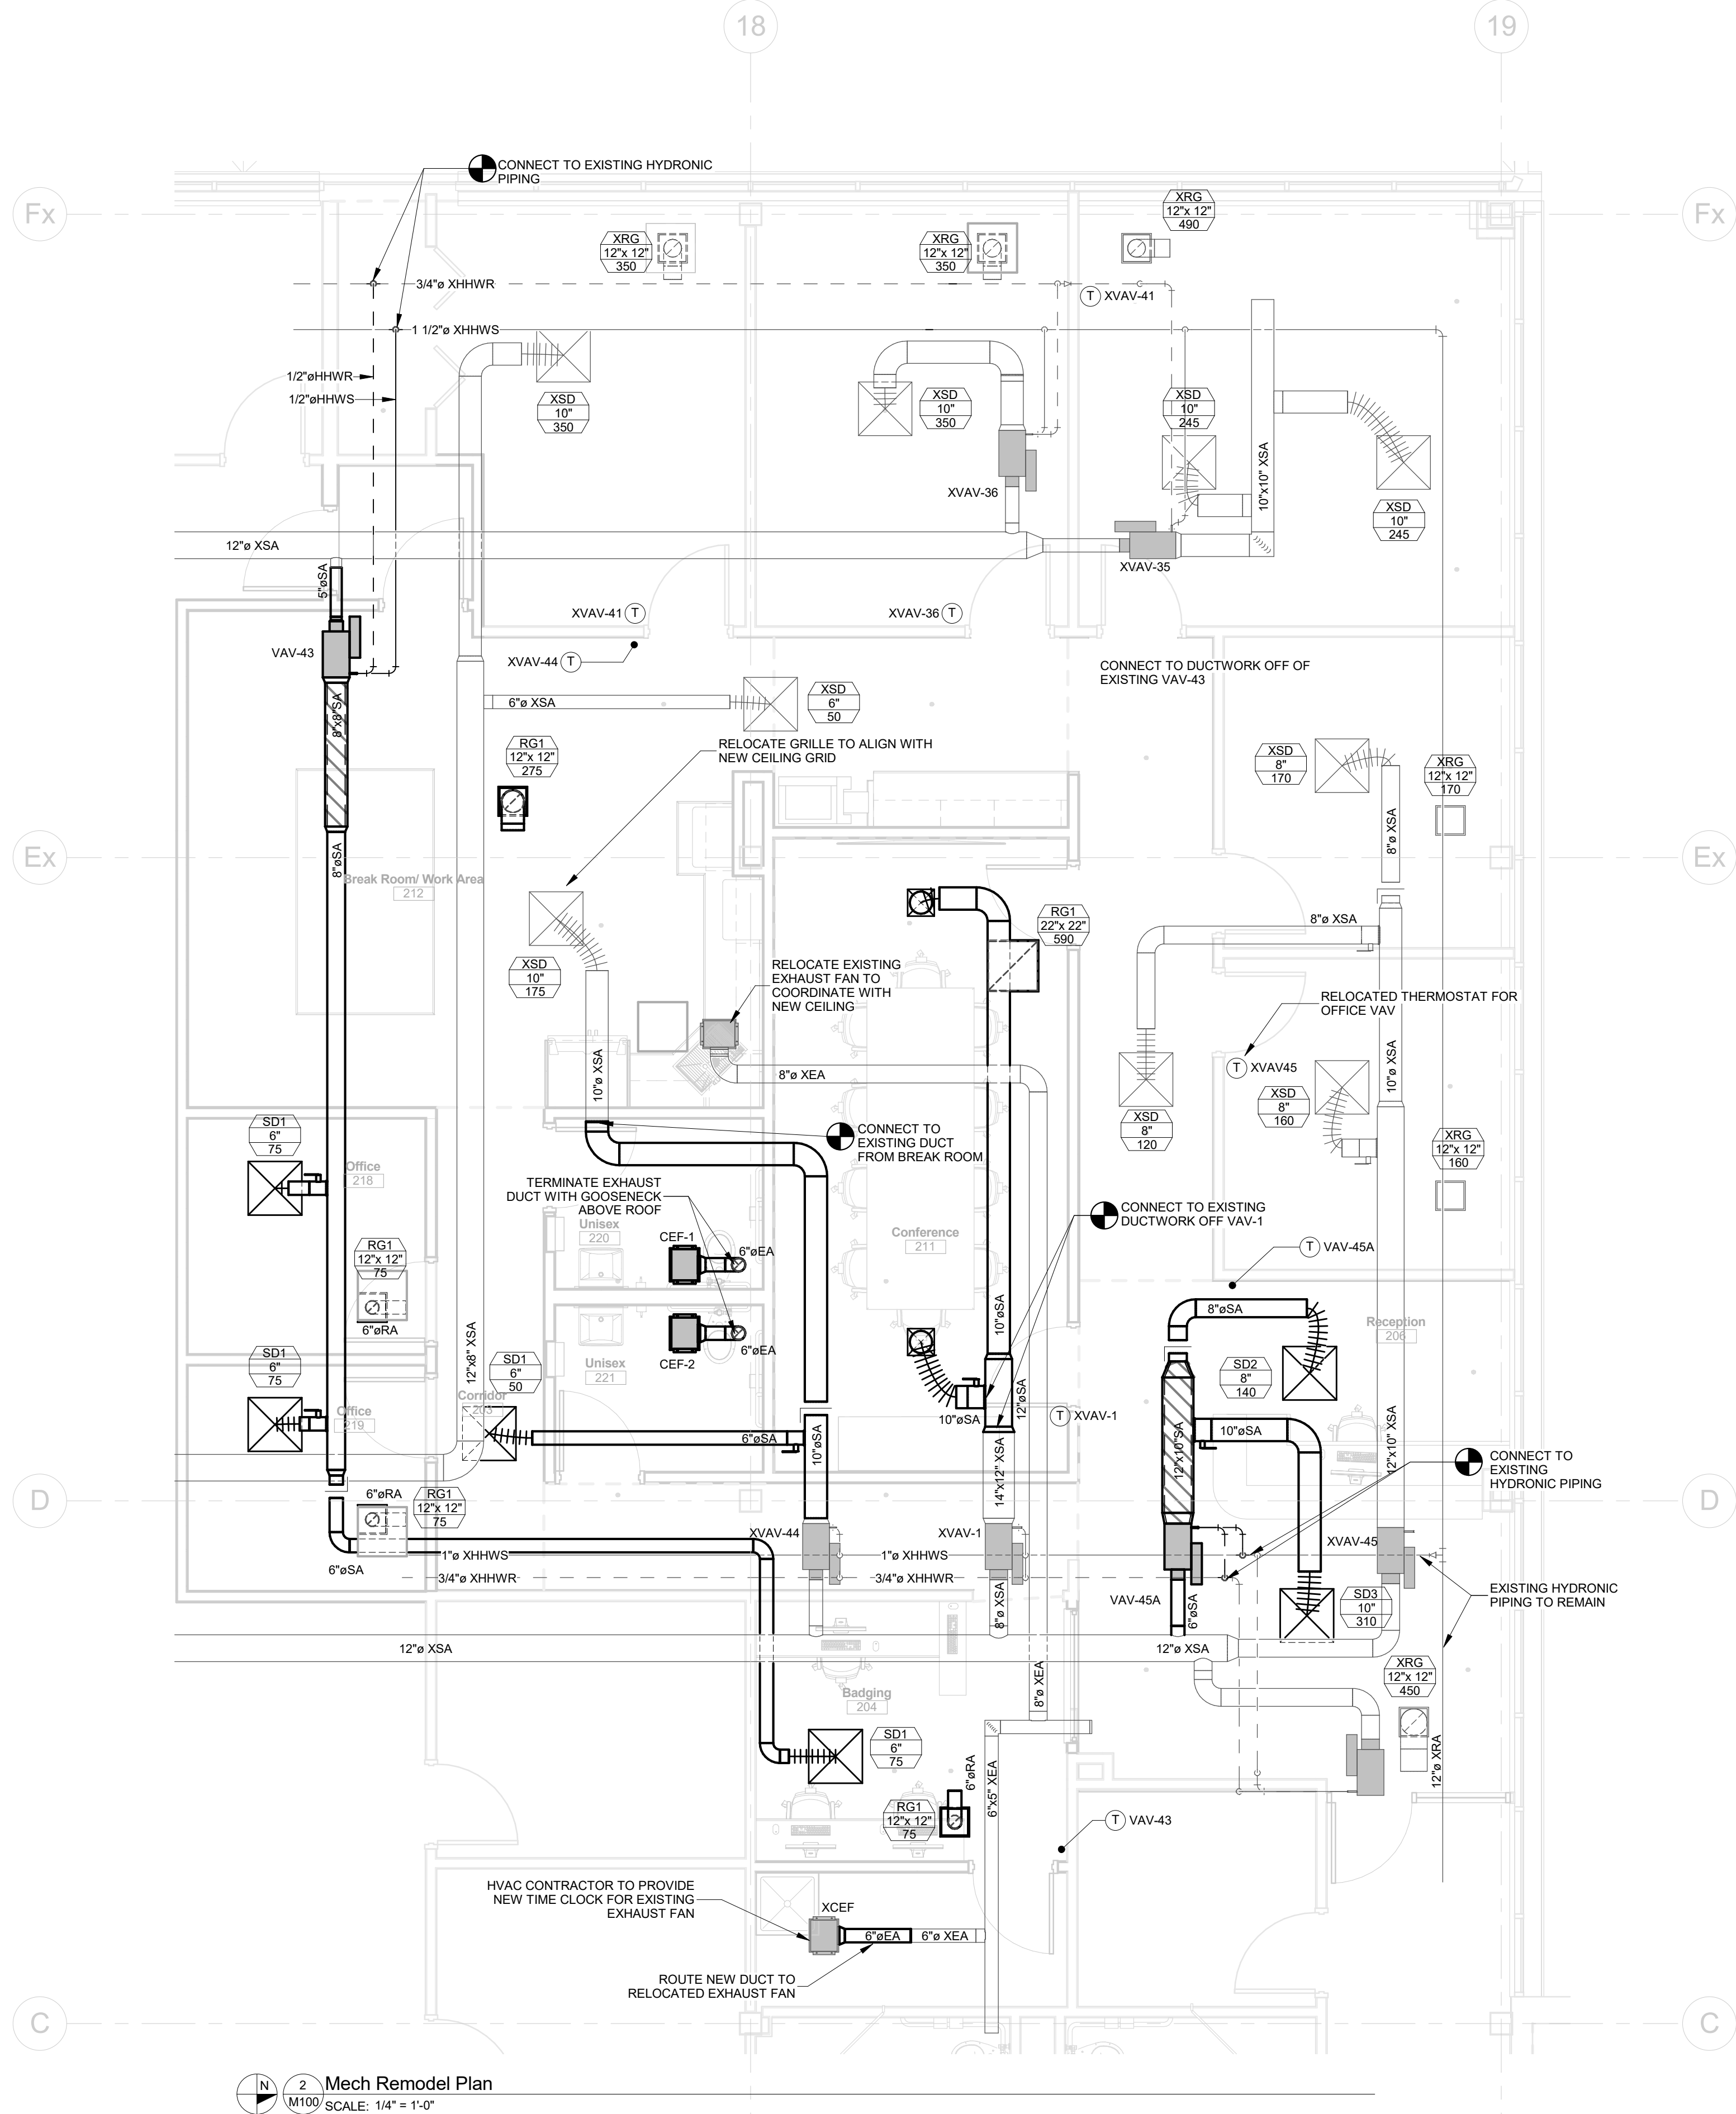 18
19
CONNECT TO EXISTING HYDRONIC
PIPING
Fx
Fx
XRG
12"x 12"
490
XRG
12"x 12"
350
XRG
12"x 12"
350
3/4"ø XHHWR
T XVAV-41
1 1/2"ø XHHWS
1/2"øHHWR
1/2"øHHWS
XSD
10"
350
XSD
10"
350
XSD
10"
245
10"x10" XSA
XVAV-36
XSD
10"
245
12"ø XSA
XVAV-35
5"øSA
XVAV-41 T
XVAV-36 T
VAV-43
XVAV-44 T
CONNECT TO DUCTWORK OFF OF
EXISTING VAV-43
8"x8"SA
6"ø XSA
XSD
6"
50
RG1
12"x 12"
275
RELOCATE GRILLE TO ALIGN WITH
NEW CEILING GRID
XSD
8"
170
XRG
12"x 12"
170
8"ø XSA
Ex
Ex
8"øSA
Break Room/ Work Area
212
RG1
22"x 22"
590
8"ø XSA
XSD
10"
175
RELOCATE EXISTING
EXHAUST FAN TO
COORDINATE WITH
NEW CEILING
RELOCATED THERMOSTAT FOR
OFFICE VAV
10"ø XSA
8"ø XEA
T XVAV45
10"ø XSA
XSD
8"
160
XSD
8"
120
SD1
6"
75
CONNECT TO
EXISTING DUCT
FROM BREAK ROOM
XRG
12"x 12"
160
Office
218
TERMINATE EXHAUST
DUCT WITH GOOSENECK
ABOVE ROOF
CONNECT TO EXISTING
DUCTWORK OFF VAV-1
Unisex
220
CEF-1
6"øEA
Conference
211
T VAV-45A
RG1
12"x 12"
75
6"øRA
10"øSA
8"øSA
Reception
206
CEF-2
6"øEA
SD1
6"
75
12"x8" XSA
SD1
6"
50
Unisex
221
SD2
8"
140
12"øSA
Corridor
203
Office
219
10"øSA
T XVAV-1
10"øSA
6"øSA
10"øSA
12"x10"SA
12"x10" XSA
CONNECT TO
EXISTING
HYDRONIC PIPING
14"x12" XSA
6"øRA
RG1
12"x 12"
75
D
D
XVAV-44
XVAV-1
XVAV-45
6"øSA
1"ø XHHWS
1"ø XHHWS
3/4"ø XHHWR
3/4"ø XHHWR
EXISTING HYDRONIC
PIPING TO REMAIN
VAV-45A
6"øSA
8"ø XSA
SD3
10"
310
12"ø XSA
12"ø XSA
XRG
12"x 12"
450
8"ø XEA
Badging
204
SD1
6"
75
12"ø XRA
6"øRA
6"x5" XEA
RG1
12"x 12"
75
T VAV-43
HVAC CONTRACTOR TO PROVIDE
NEW TIME CLOCK FOR EXISTING
EXHAUST FAN
XCEF
6"øEA
6"ø XEA
ROUTE NEW DUCT TO
RELOCATED EXHAUST FAN
C
C
N
2
M100
Mech Remodel Plan
SCALE: 1/4" = 1'-0"